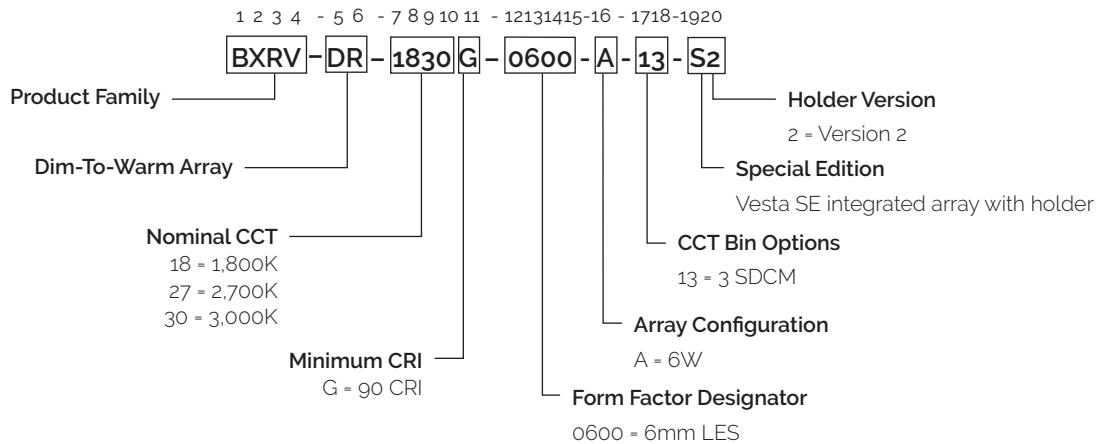 1 2 3 4 - 5 6 - 7 8 9 10 11 - 12131415-16 - 1718-1920
BXRV–DR – 1830 G – 0600 - A - 13 - S2
Product Family
Holder Version
2 = Version 2
Dim-To-Warm Array
Special Edition
Vesta SE integrated array with holder
Nominal CCT
18 = 1,800K
27 = 2,700K
30 = 3,000K
CCT Bin Options
13 = 3 SDCM
Array Configuration
A = 6W
Minimum CRI
G = 90 CRI
Form Factor Designator
0600 = 6mm LES